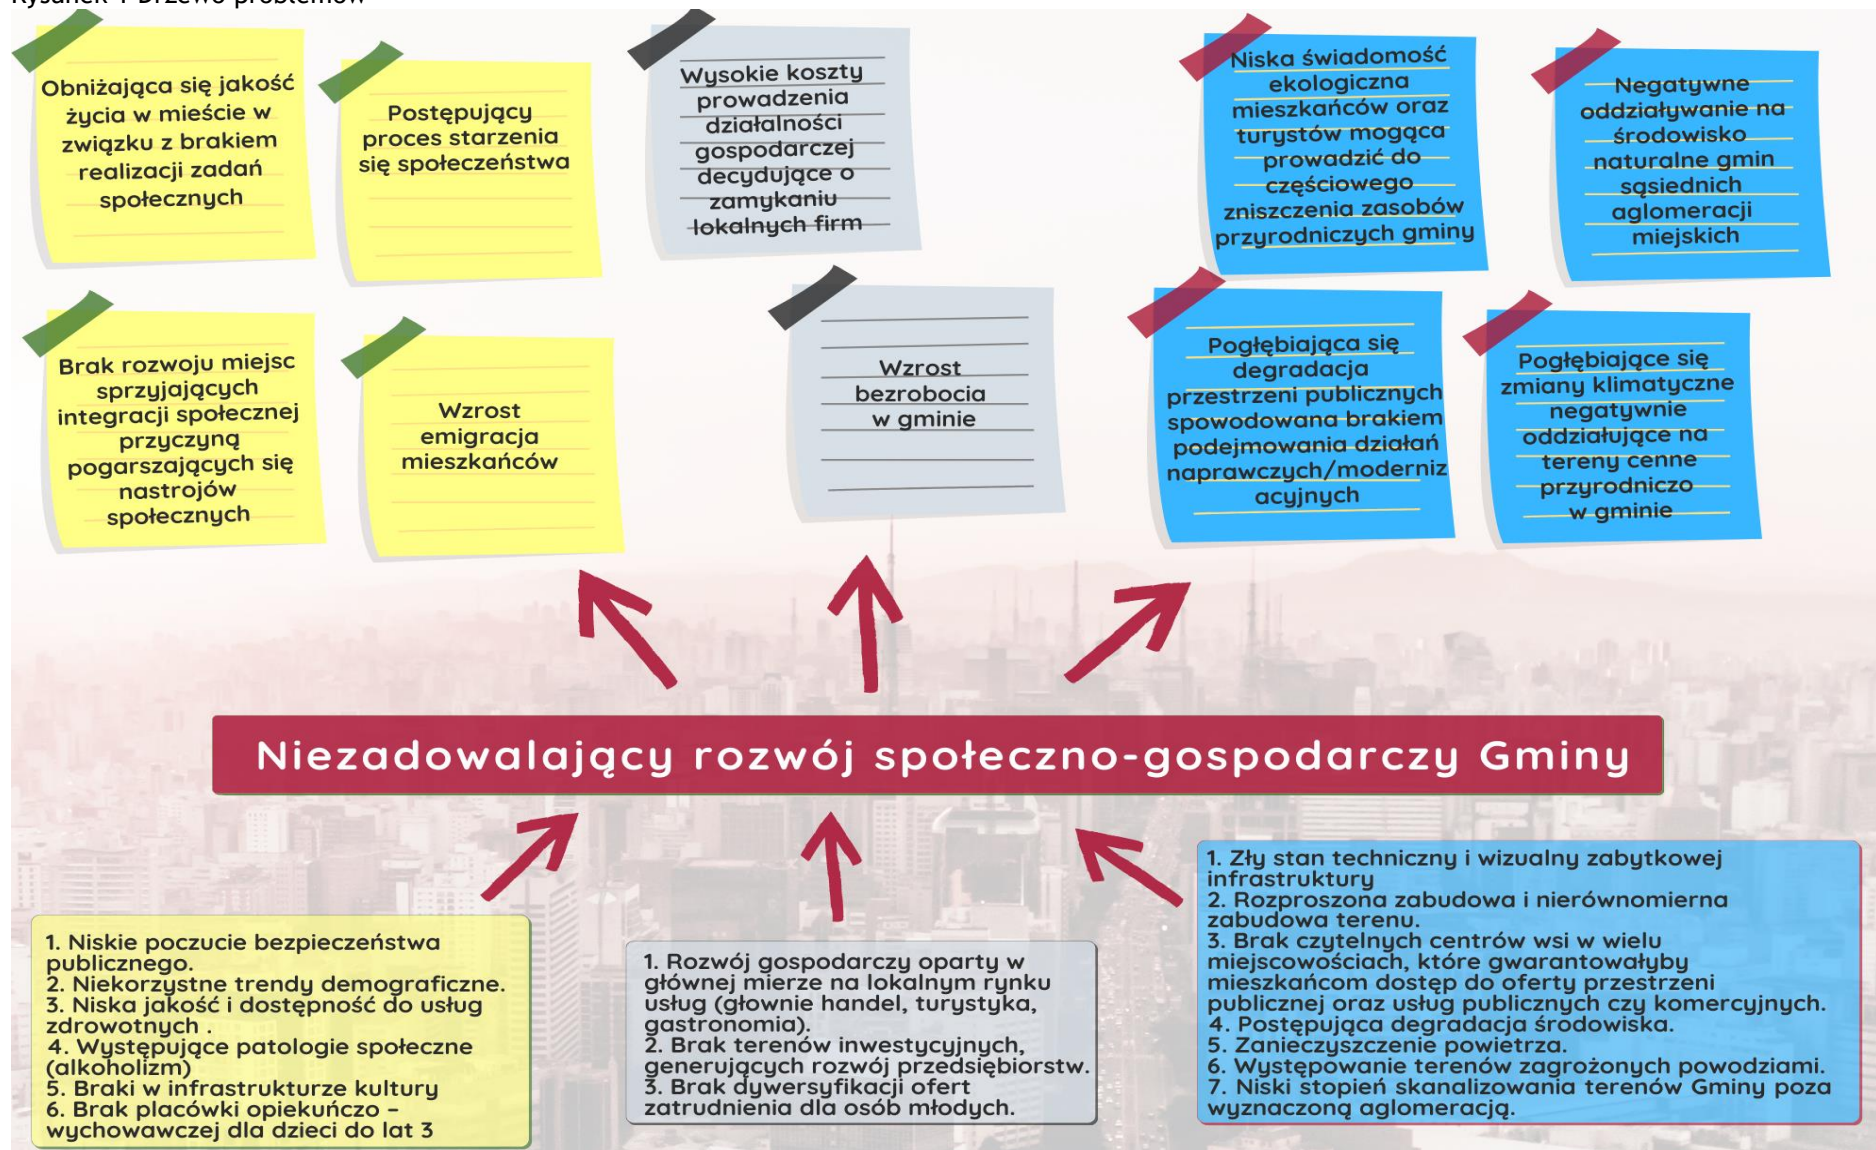 Rysunek 1 Drzewo problemów
Obniżająca się jakość
życia w mieście w
związku z brakiem
realizacji zadań
społecznych
Postępujący
proces starzenia
się społeczeństwa
Wysokie koszty
prowadzenia
działalności
gospodarczej
decydujące o
zamykaniu
lokalnych firm
Niska świadomość
ekologiczna
mieszkańców oraz
turystów mogąca
prowadzić do
częściowego
zniszczenia zasobów
przyrodniczych gminy
Negatywne
oddziaływanie na
środowisko
naturalne gmin
sąsiednich
aglomeracji
miejskich
Brak rozwoju miejsc
sprzyjających
integracji społecznej
przyczyną
pogarszających się
nastrojów
społecznych
Wzrost
emigracja
mieszkańców
Wzrost
bezrobocia
w gminie
Pogłębiająca się
degradacja
przestrzeni publicznych
spowodowana brakiem
podejmowania działań
naprawczych/moderniz
acyjnych
Pogłębiające się
zmiany klimatyczne
negatywnie
oddziałujące na
tereny cenne
przyrodniczo
w gminie
Niezadowalający rozwój społeczno-gospodarczy Gminy
1. Niskie poczucie bezpieczeństwa
publicznego.
2. Niekorzystne trendy demograficzne.
3. Niska jakość i dostępność do usług
zdrowotnych .
4. Występujące patologie społeczne
(alkoholizm)
5. Braki w infrastrukturze kultury
6. Brak placówki opiekuńczo –
wychowawczej dla dzieci do lat 3
1. Rozwój gospodarczy oparty w
głównej mierze na lokalnym rynku
usług (głownie handel, turystyka,
gastronomia).
2. Brak terenów inwestycyjnych,
generujących rozwój przedsiębiorstw.
3. Brak dywersyfikacji ofert
zatrudnienia dla osób młodych.
1. Zły stan techniczny i wizualny zabytkowej
infrastruktury
2. Rozproszona zabudowa i nierównomierna
zabudowa terenu.
3. Brak czytelnych centrów wsi w wielu
miejscowościach, które gwarantowałyby
mieszkańcom dostęp do oferty przestrzeni
publicznej oraz usług publicznych czy komercyjnych.
4. Postępująca degradacja środowiska.
5. Zanieczyszczenie powietrza.
6. Występowanie terenów zagrożonych powodziami.
7. Niski stopień skanalizowania terenów Gminy poza
wyznaczoną aglomeracją.